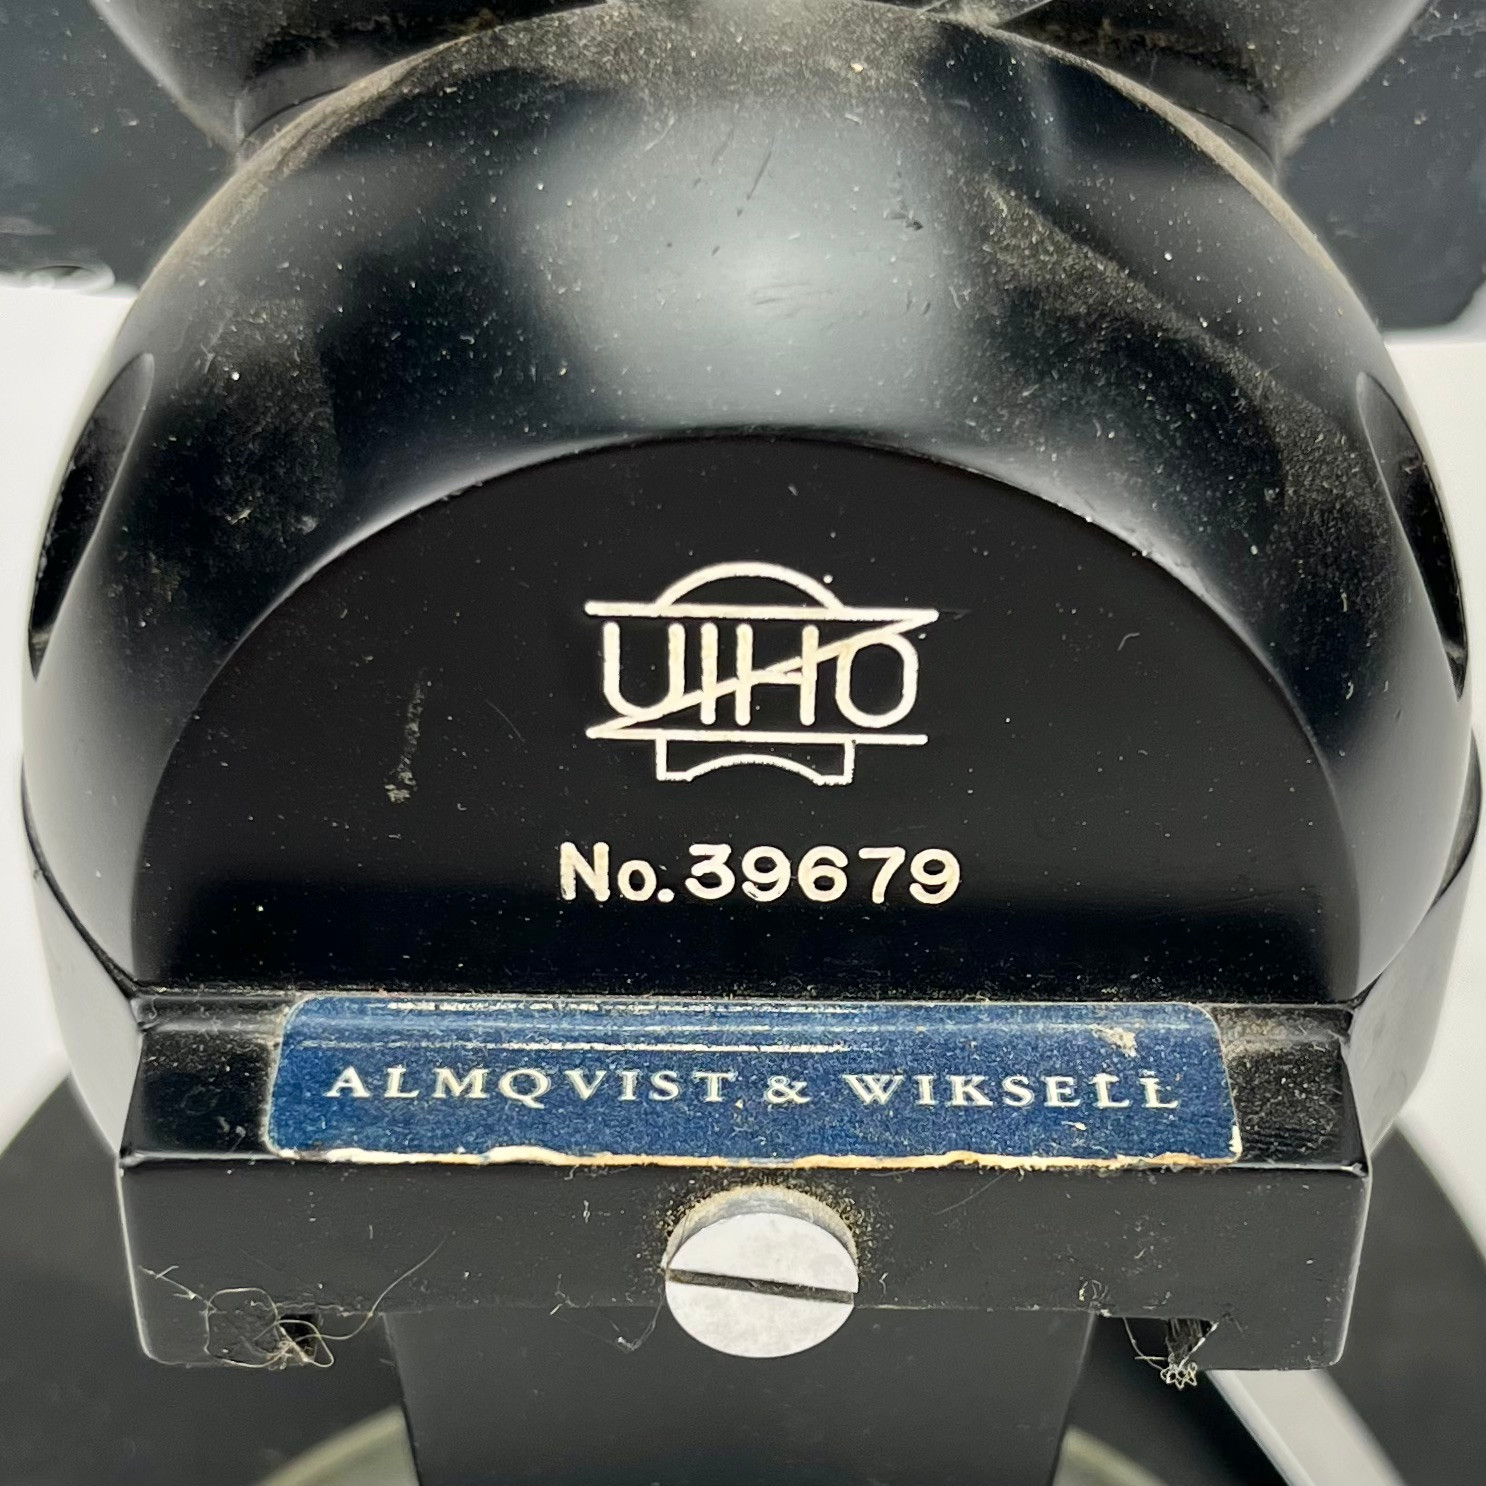 UIHO
No. 39679
ALMQVIST & WIKSELL